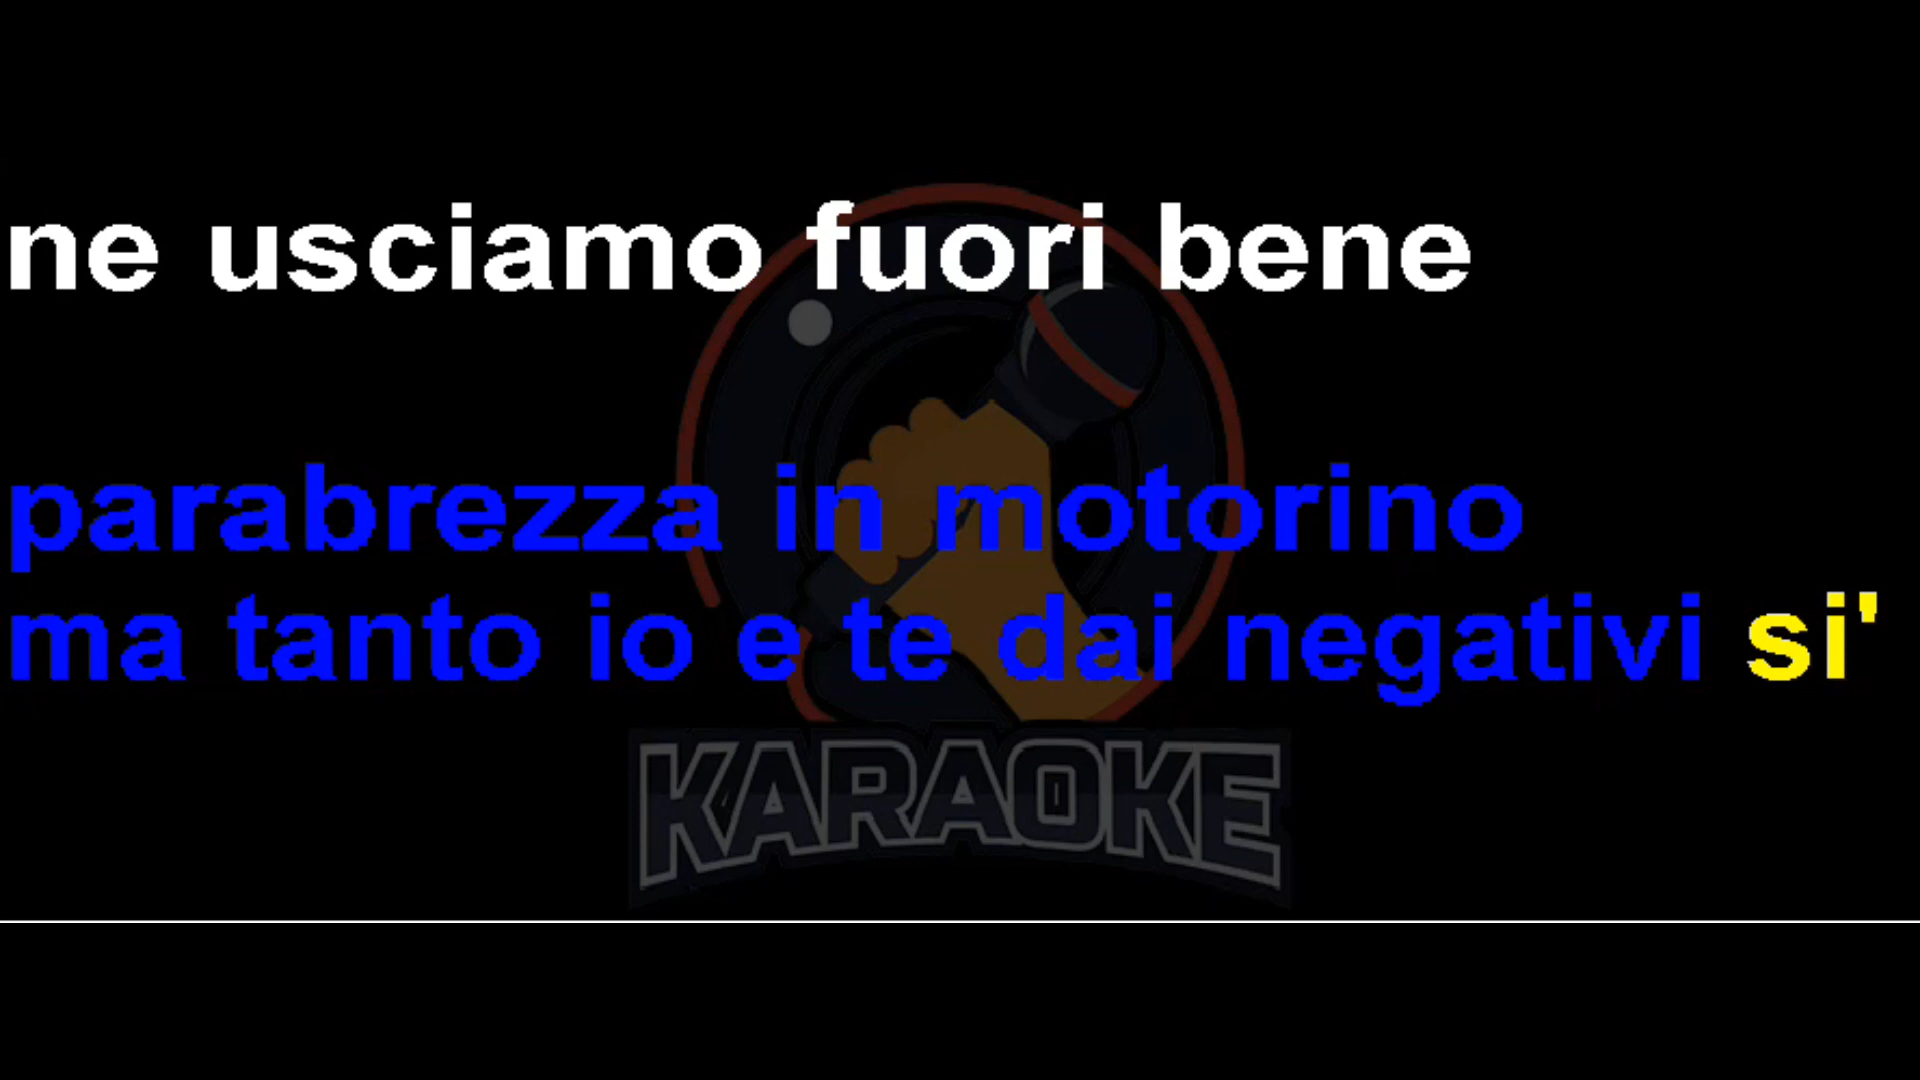 ne usciamo fuori bene
parabrezza in motorino
ma tanto io e te dai negativi si'
KARAOKE